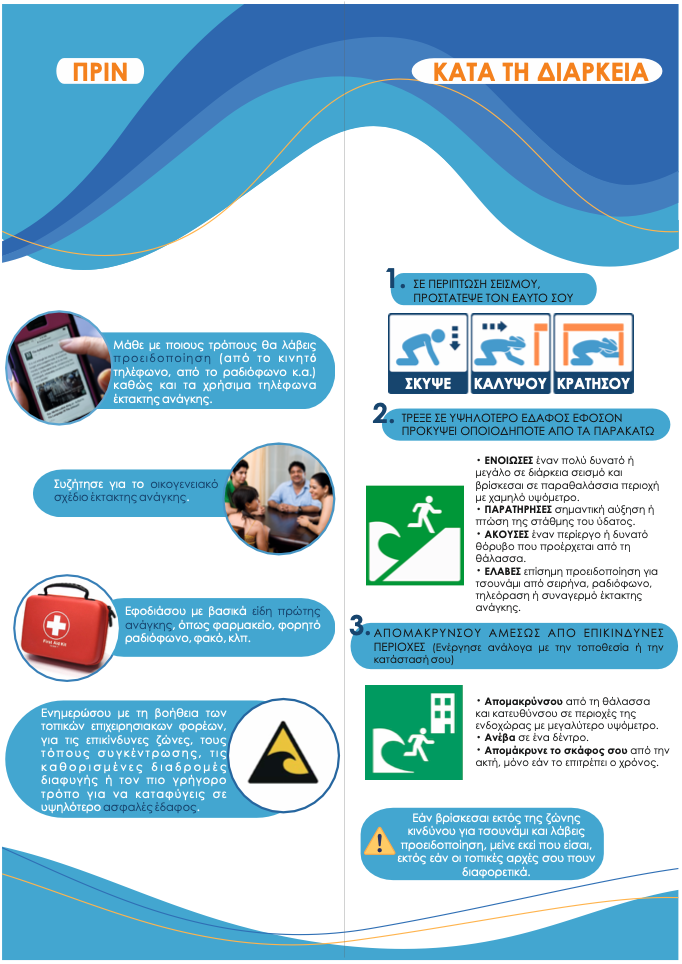 ΠΡΙΝ
Μάθε με ποιους τρόπους θα λάβεις
προειδοποίηση (από το κινητό
τηλέφωνο, από το ραδιόφωνο κ.α.)
καθώς και τα χρήσιμα τηλέφωνα
έκτακτης ανάγκης.
Συζήτησε για το οικογενειακό
σχέδιο έκτακτης ανάγκης.
First Aid Kit
Εφοδιάσου με βασικά είδη πρώτης
ανάγκης, όπως φαρμακείο, φορητό
ραδιόφωνο, φακό, κλπ.
Ενημερώσου με τη βοήθεια των
τοπικών επιχειρησιακων φορέων,
για τις επικίνδυνες ζώνες, τους
τόπους συγκέντρωσης, τις
καθορισμένες διαδρομές
διαφυγής ή τον πιο γρήγορο
τρόπο για να καταφύγεις σε
υψηλότερο ασφαλές έδαφος.
ΚΑΤΑ ΤΗ ΔΙΑΡΚΕΙΑ
1. ΣΕ ΠΕΡΙΠΤΩΣΗ ΣΕΙΣΜΟΥ,
ΠΡΟΣΤΑΤΕΨΕ ΤΟΝ ΕΑΥΤΟ ΣΟΥ
ΣΚΥΨΕ ΚΑΛΥΨΟΥ ΚΡΑΤΗΣΟΥ
2. ΤΡΕΞΕ ΣΕ ΥΨΗΛΟΤΕΡΟ ΕΔΑΦΟΣ ΕΦΟΣΟΝ
ΠΡΟΚΥΨΕΙ ΟΠΟΙΟΔΗΠΟΤΕ ΑΠΟ ΤΑ ΠΑΡΑΚΑΤΩ
• ΕΝΟΙΩΣΕΣ έναν πολύ δυνατό ή
μεγάλο σε διάρκεια σεισμό και
βρίσκεσαι σε παραθαλάσσια περιοχή
με χαμηλό υψόμετρο.
• ΠΑΡΑΤΗΡΗΣΕΣ σημαντική αύξηση ή
πτώση της στάθμης του ύδατος.
• ΑΚΟΥΣΕΣ έναν περίεργο ή δυνατό
θόρυβο που προέρχεται από τη
θάλασσα.
• ΕΛΑΒΕΣ επίσημη προειδοποίηση για
τσουνάμι από σειρήνα, ραδιόφωνο,
τηλεόραση ή συναγερμό έκτακτης
ανάγκης.
3. ΑΠΟΜΑΚΡΥΝΣΟΥ ΑΜΕΣΩΣ ΑΠΟ ΕΠΙΚΙΝΔΥΝΕΣ
ΠΕΡΙΟΧΕΣ (Ενέργησε ανάλογα με την τοποθεσία ή την
κατάστασή σου)
• Απομακρύνσου από τη θάλασσα
και κατευθύνσου σε περιοχές της
ενδοχώρας με μεγαλύτερο υψόμετρο.
• Ανέβα σε ένα δέντρο.
• Απομάκρυνε το σκάφος σου από την
ακτή, μόνο εάν το επιτρέπει ο χρόνος.
Εάν βρίσκεσαι εκτός της ζώνης
κινδύνου για τσουνάμι και λάβεις
προειδοποίηση, μείνε εκεί που είσαι,
εκτός εάν οι τοπικές αρχές σου πουν
διαφορετικά.